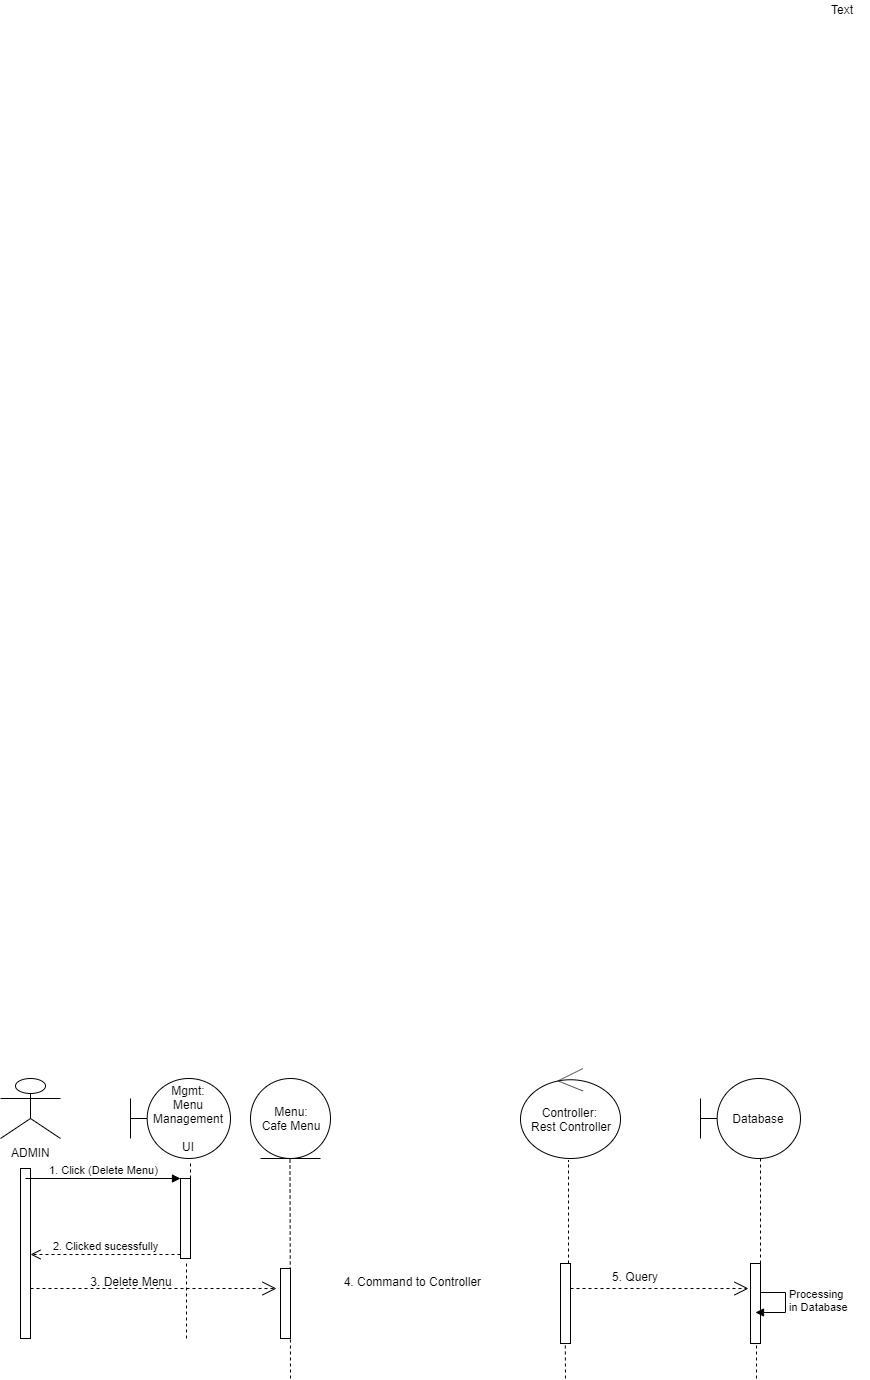 Text
Mgmt:
Menu
Management
UI
Menu:
Cafe Menu
Controller:
Rest Controller
Database
ADMIN
1. Click (Delete Menu)
2. Clicked sucessfully
3. Delete Menu
4. Command to Controller
5. Query
Processing
in Database